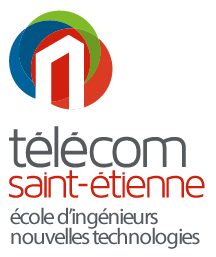 télécom
saint-étienne
école d'ingénieurs
nouvelles technologies